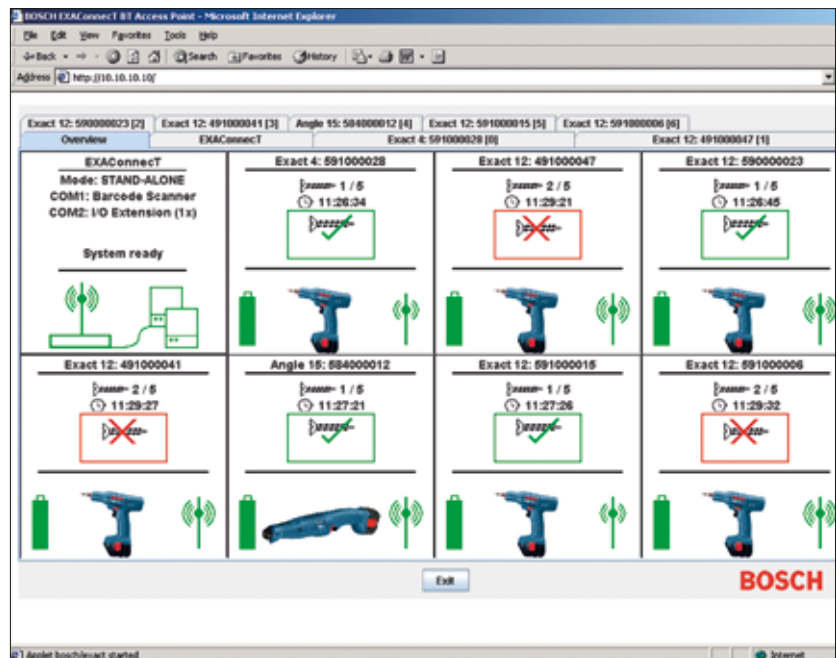 BOSCH EXAConnecT BT Access Point - Microsoft Internet Explorer
File Edit View Favorites Tools Help
Back Search Favorites History
Address http://10.10.10.10/
Exact 12: 590000023 [2] Exact 12: 491000041 [3] Angle 15: 584000012 [4] Exact 12: 591000015 [5] Exact 12: 591000006 [6]
Overview EXAConnecT Exact 4: 591000028 [0] Exact 12: 491000047 [1]
EXAConnecT
Mode: STAND-ALONE
COM1: Barcode Scanner
COM2: I/O Extension (1x)
System ready
Exact 4: 591000028
1 / 5
11:26:34
Exact 12: 491000047
2 / 5
11:29:21
Exact 12: 590000023
1 / 5
11:26:45
Exact 12: 491000041
2 / 5
11:29:27
Angle 15: 584000012
1 / 5
11:27:21
Exact 12: 591000015
1 / 5
11:27:26
Exact 12: 591000006
2 / 5
11:29:32
Exit
BOSCH
Applet bosch/exact started
Internet